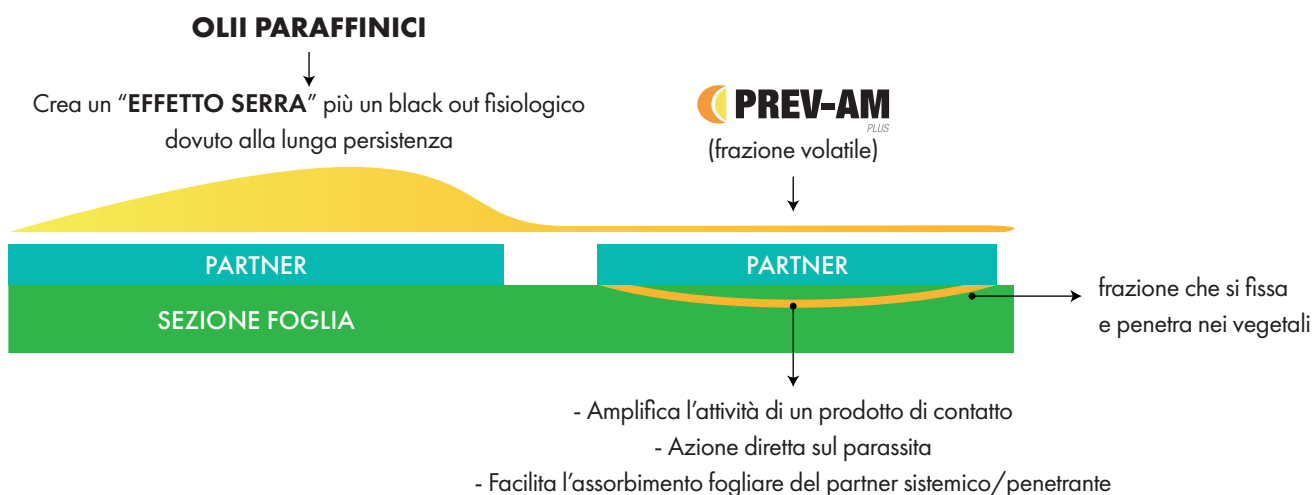 OLII PARAFFINICI
Crea un “EFFETTO SERRA” più un black out fisiologico
dovuto alla lunga persistenza
PREV-AM
PLUS
(frazione volatile)
PARTNER
PARTNER
SEZIONE FOGLIA
frazione che si fissa
e penetra nei vegetali
- Amplifica l’attività di un prodotto di contatto
- Azione diretta sul parassita
- Facilita l’assorbimento fogliare del partner sistemico/penetrante